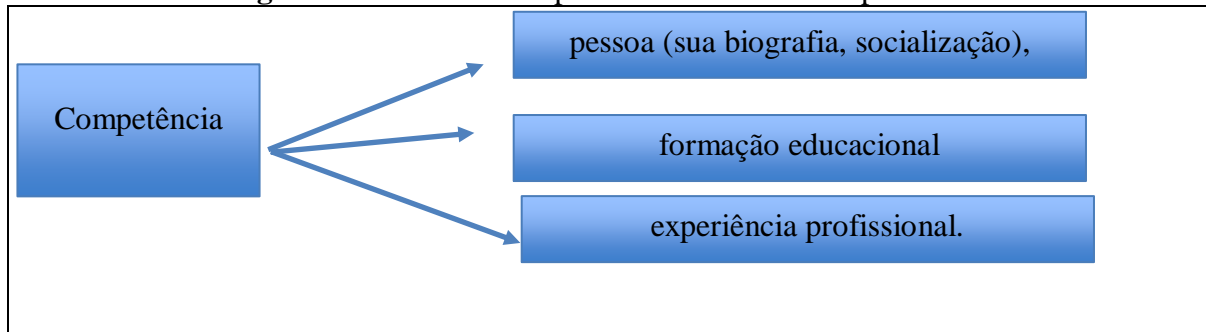 pessoa (sua biografia, socialização),
Competência
formação educacional
experiência profissional.